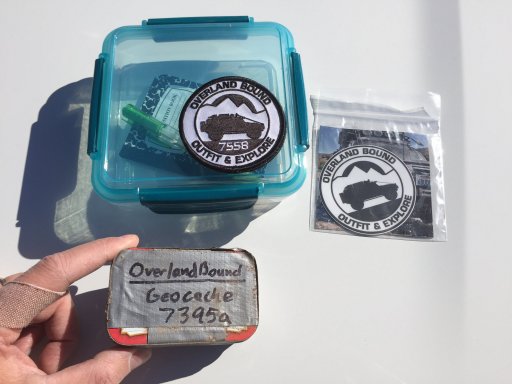 OVERLAND BOUND
7558
OUTFIT & EXPLORE
OVERLAND BOUND
OUTFIT & EXPLORE
OverlandBound
Geocache
7395a